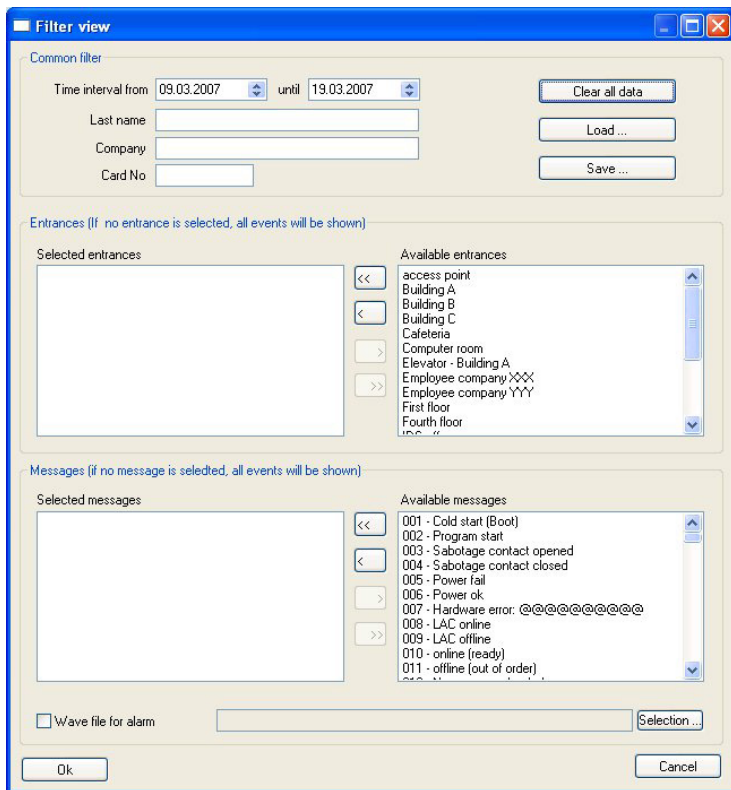 Filter view
Common filter
Time interval from 09.03.2007 until 19.03.2007
Clear all data
Last name
Load ...
Company
Card No
Save ...
Entrances (If no entrance is selected, all events will be shown)
Selected entrances
Available entrances
<<
<
>
>>
access point
Building A
Building B
Building C
Cafeteria
Computer room
Elevator - Building A
Employee company XXX
Employee company YYY
First floor
Fourth floor
Messages (if no message is seledted, all events will be shown)
Selected messages
Available messages
<<
<
>
>>
001 - Cold start (Boot)
002 - Program start
003 - Sabotage contact opened
004 - Sabotage contact closed
005 - Power fail
006 - Power ok
007 - Hardware error: @@@@@@@@@@
008 - LAC online
009 - LAC offline
010 - online (ready)
011 - offline (out of order)
Wave file for alarm
Selection ...
Ok
Cancel